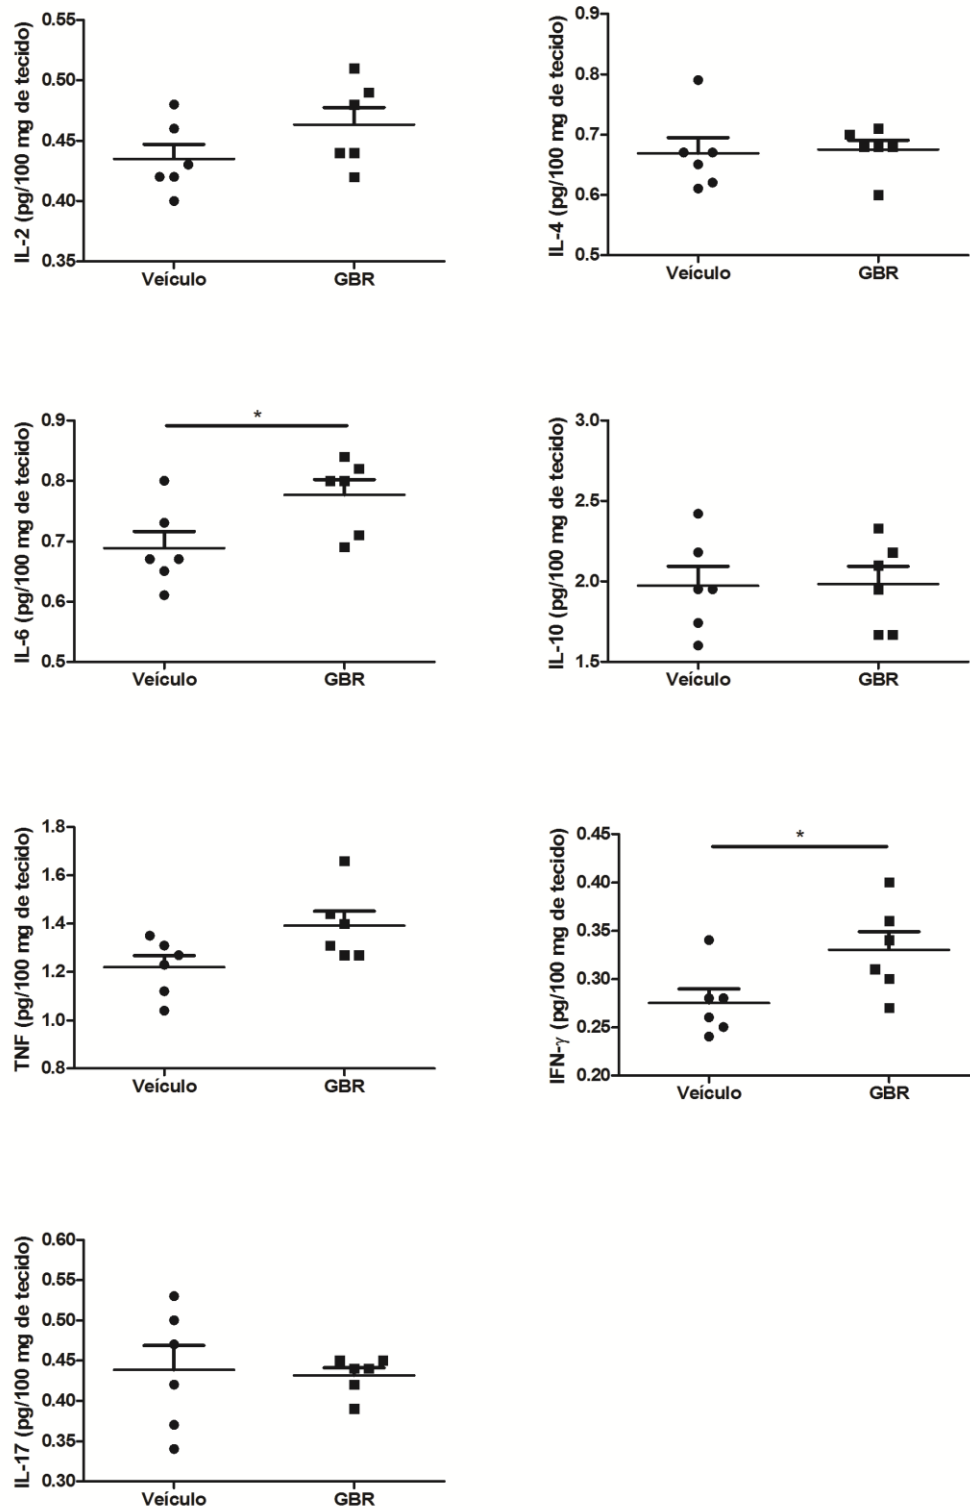 IL-2 (pg/100 mg de tecido)
0.55
0.50
0.45
0.40
0.35
Veículo GBR
IL-4 (pg/100 mg de tecido)
0.9
0.8
0.7
0.6
0.5
Veículo GBR
IL-6 (pg/100 mg de tecido)
0.9
0.8
0.7
0.6
0.5
*
Veículo GBR
IL-10 (pg/100 mg de tecido)
3.0
2.5
2.0
1.5
Veículo GBR
TNF (pg/100 mg de tecido)
1.8
1.6
1.4
1.2
1.0
0.8
Veículo GBR
IFN-γ (pg/100 mg de tecido)
0.45
0.40
0.35
0.30
0.25
0.20
*
Veículo GBR
IL-17 (pg/100 mg de tecido)
0.60
0.55
0.50
0.45
0.40
0.35
0.30
Veículo GBR